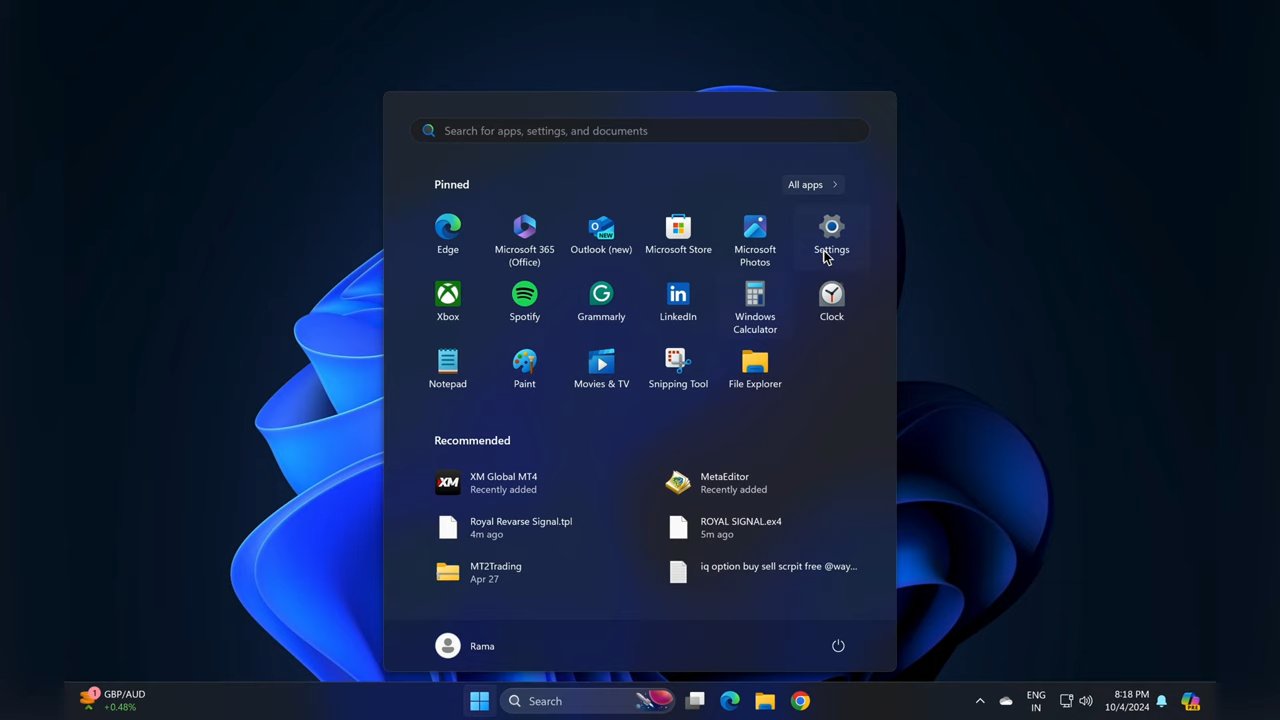 Search for apps, settings, and documents
Pinned
All apps
Edge
Microsoft 365
(Office)
Outlook (new)
Microsoft Store
Microsoft
Photos
Settings
Xbox
Spotify
Grammarly
LinkedIn
Windows
Calculator
Clock
Notepad
Paint
Movies & TV
Snipping Tool
File Explorer
Recommended
XM Global MT4
Recently added
MetaEditor
Recently added
Royal Revarse Signal.tpl
4m ago
ROYAL SIGNAL.ex4
5m ago
MT2Trading
Apr 27
iq option buy sell scrpit free @way...
Rama
1
GBP/AUD
+0.48%
Search
ENG
IN
8:18 PM
10/4/2024